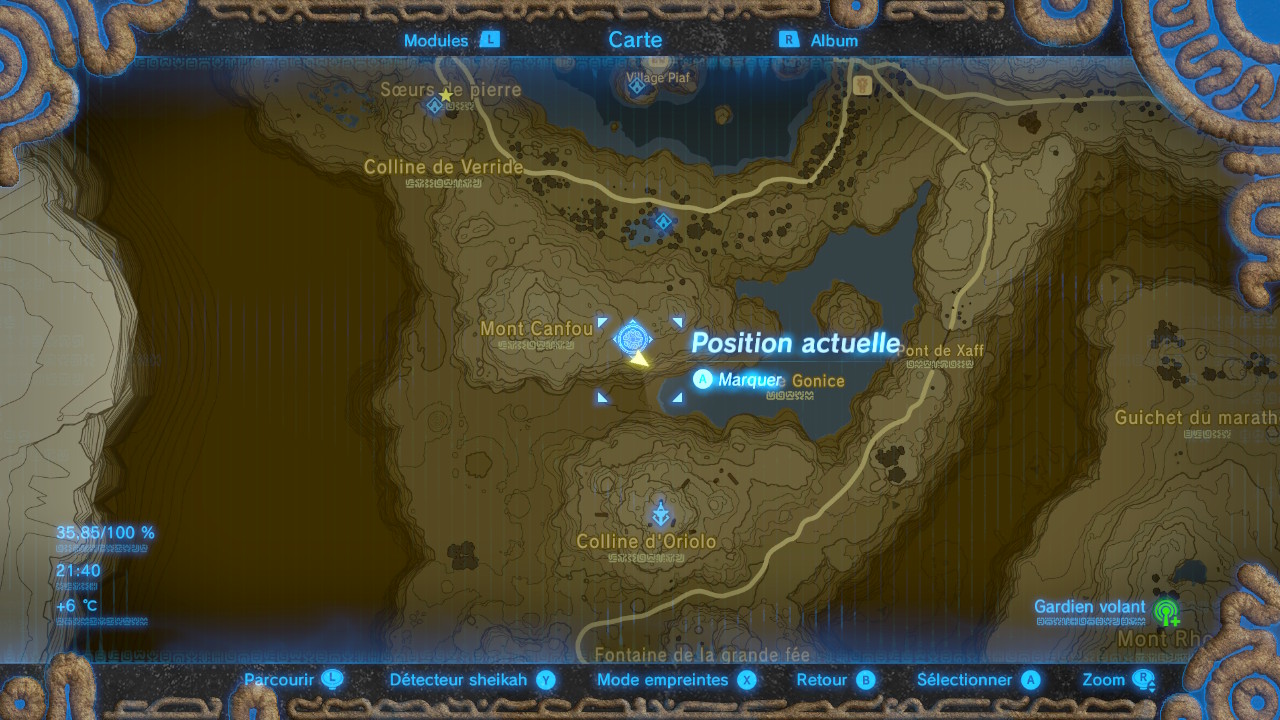 Modules L
Carte
R Album
Village Piaf
Sœurs de pierre
Colline de Verride
Mont Canfou
Position actuelle
Pont de Xaff
A Marquer
Gonice
Guichet du marath
Colline d'Oriolo
35,85/100 %
21:40
+6 °C
Gardien volant
Mont Rho
Fontaine de la grande fée
Parcourir L
Détecteur sheikah Y
Mode empreintes X
Retour B
Sélectionner A
Zoom R